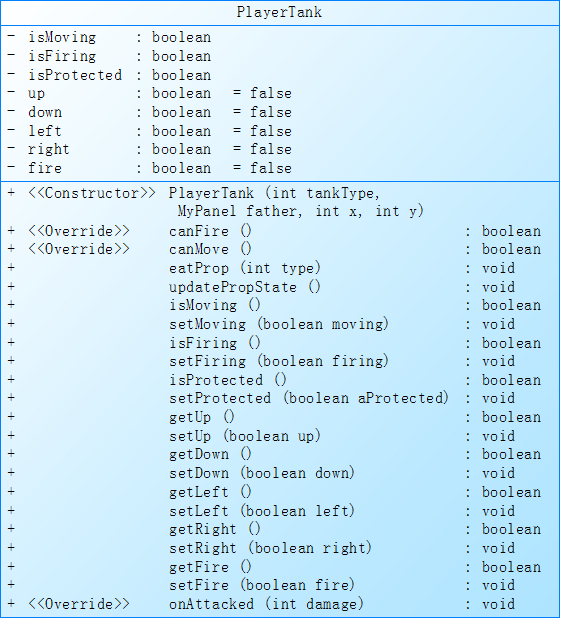 PlayerTank
- isMoving : boolean
- isFiring : boolean
- isProtected : boolean
- up : boolean = false
- down : boolean = false
- left : boolean = false
- right : boolean = false
- fire : boolean = false
+ <<Constructor>> PlayerTank (int tankType,
MyPanel father, int x, int y)
+ <<Override>> canFire () : boolean
+ <<Override>> canMove () : boolean
+ eatProp (int type) : void
+ updatePropState () : void
+ isMoving () : boolean
+ setMoving (boolean moving) : void
+ isFiring () : boolean
+ setFiring (boolean firing) : void
+ isProtected () : boolean
+ setProtected (boolean aProtected) : void
+ getUp () : boolean
+ setUp (boolean up) : void
+ getDown () : boolean
+ setDown (boolean down) : void
+ getLeft () : boolean
+ setLeft (boolean left) : void
+ getRight () : boolean
+ setRight (boolean right) : void
+ getFire () : boolean
+ setFire (boolean fire) : void
+ <<Override>> onAttacked (int damage) : void